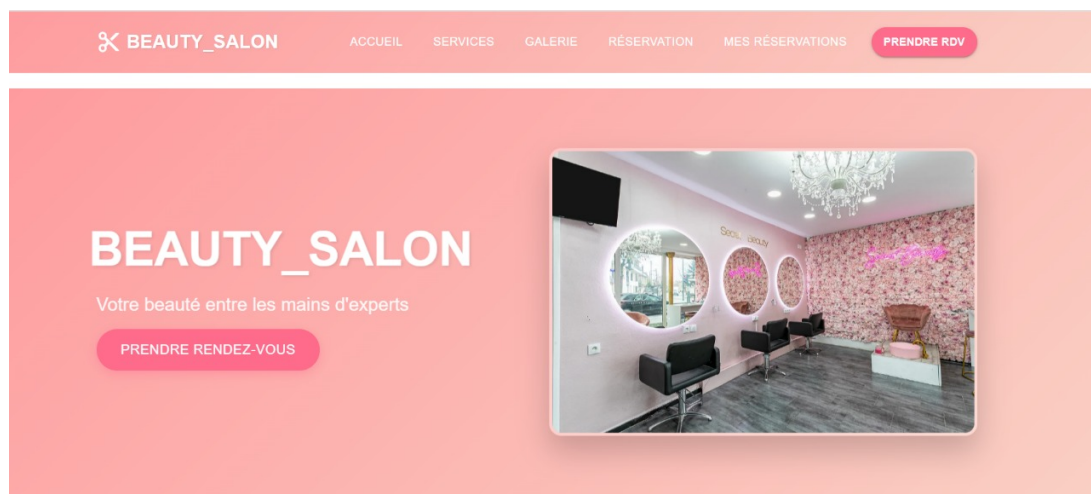 BEAUTY_SALON
ACCUEIL SERVICES GALERIE RÉSERVATION MES RÉSERVATIONS PRENDRE RDV
BEAUTY_SALON
Votre beauté entre les mains d'experts
PRENDRE RENDEZ-VOUS
Beauty